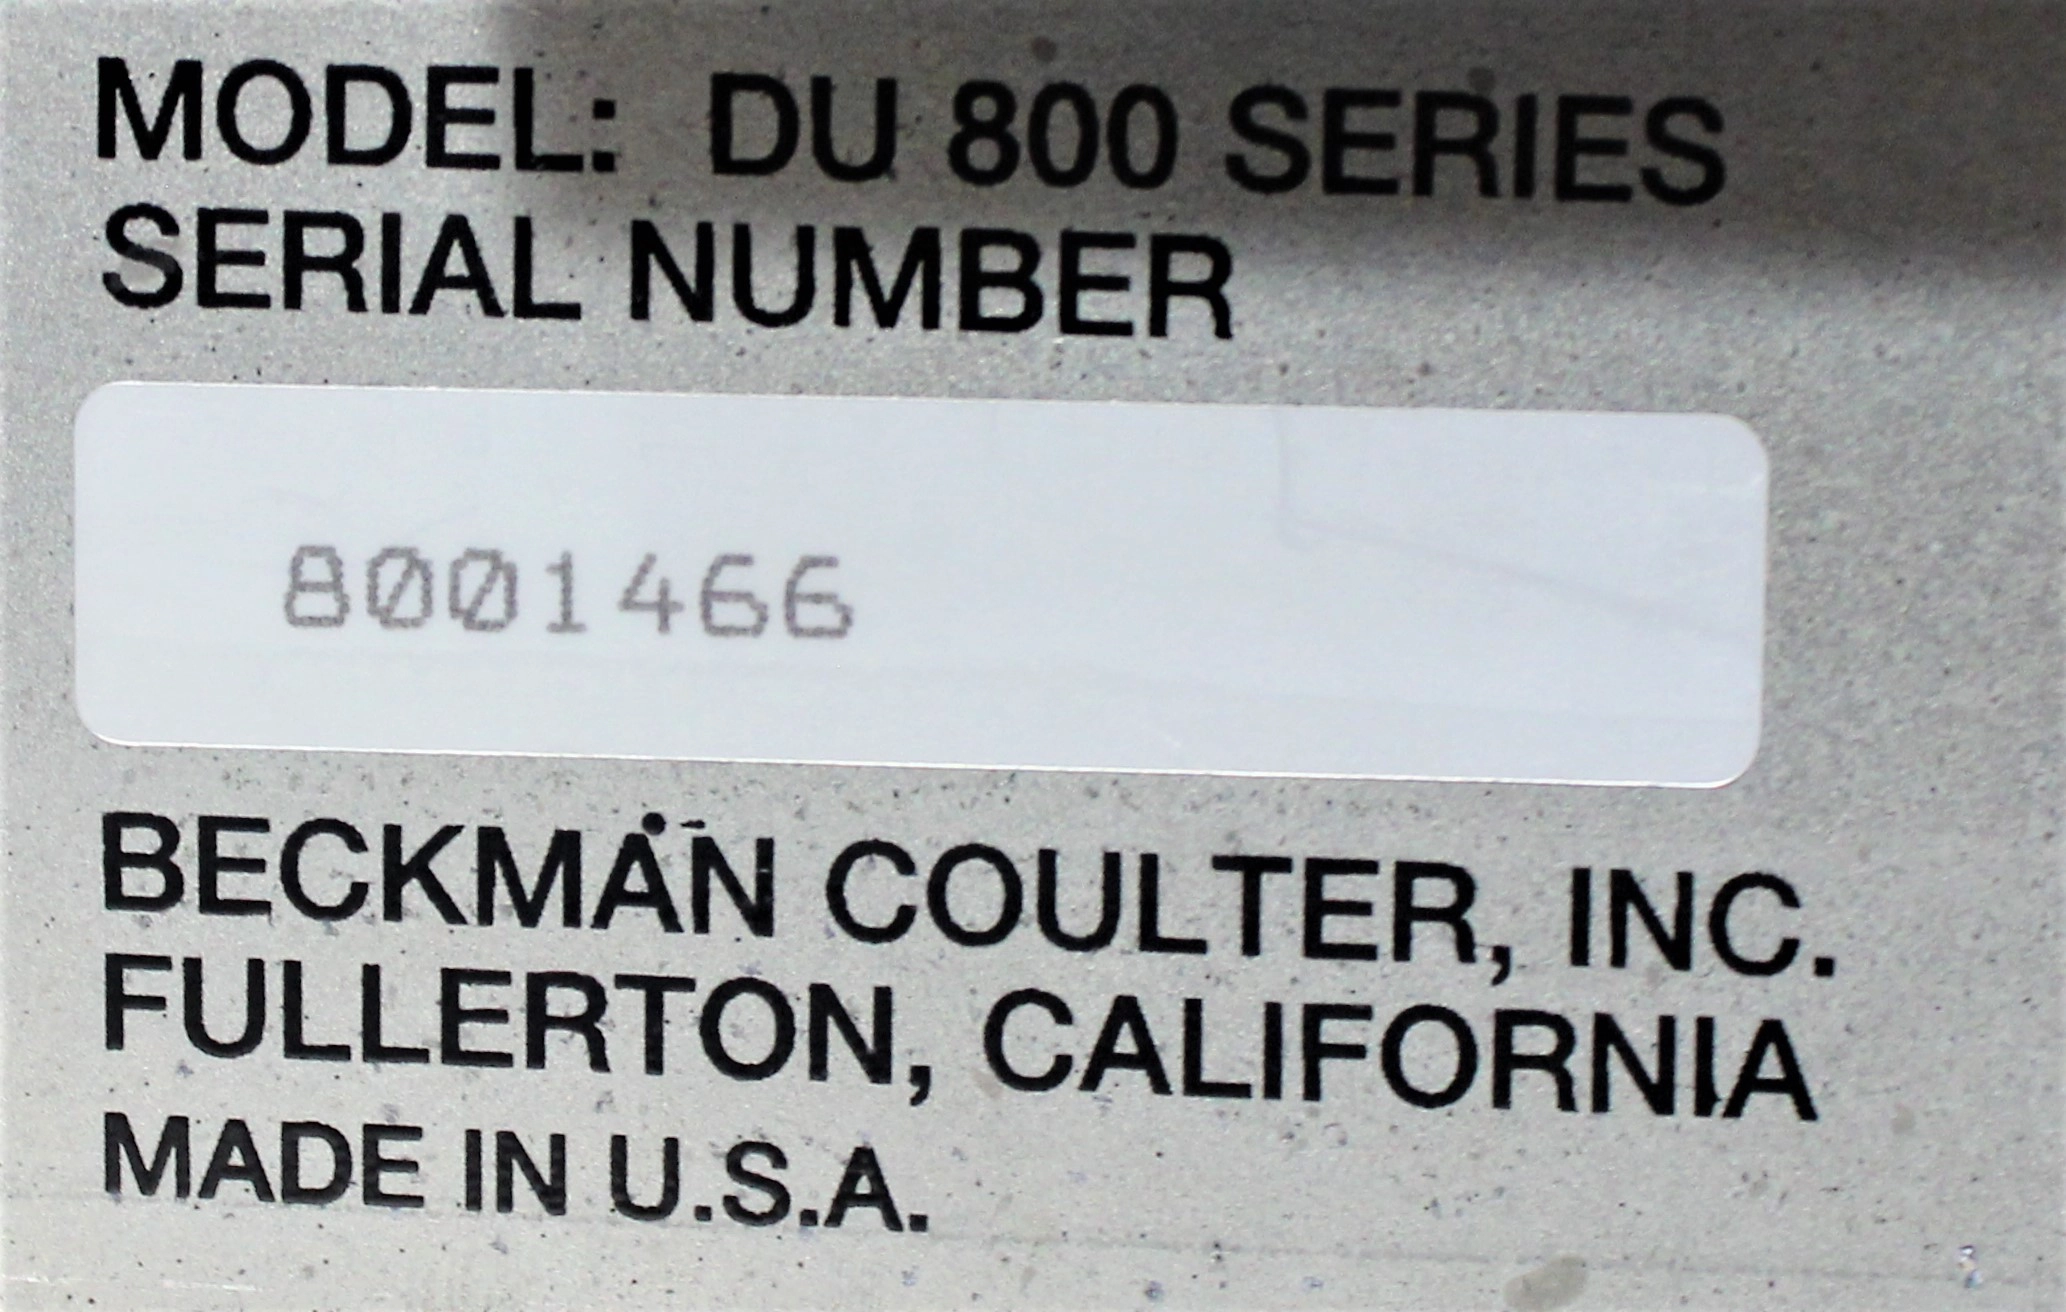 MODEL: DU 800 SERIES
SERIAL NUMBER
8001466
BECKMAN COULTER, INC.
FULLERTON, CALIFORNIA
MADE IN U.S.A.